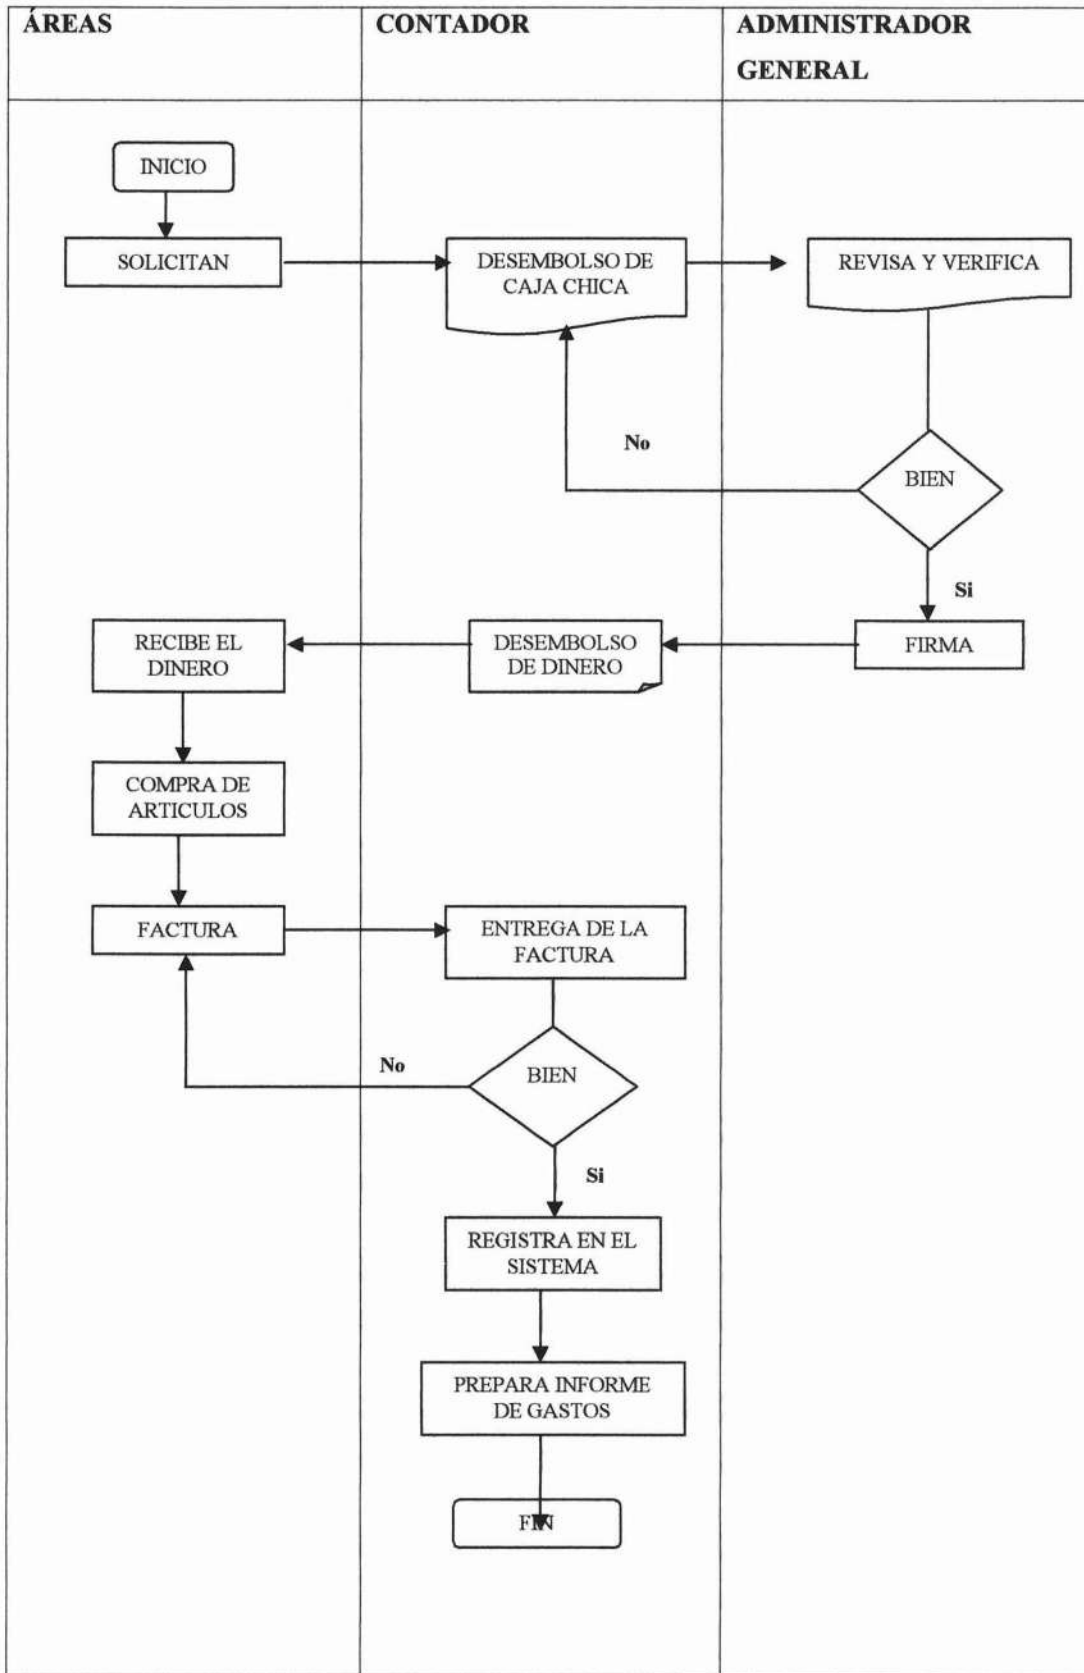 ÁREAS
CONTADOR
ADMINISTRADOR
GENERAL
INICIO
SOLICITAN
DESEMBOLSO DE
CAJA CHICA
REVISA Y VERIFICA
No
BIEN
Si
RECIBE EL
DINERO
DESEMBOLSO
DE DINERO
FIRMA
COMPRA DE
ARTICULOS
FACTURA
ENTREGA DE LA
FACTURA
No
BIEN
Si
REGISTRA EN EL
SISTEMA
PREPARA INFORME
DE GASTOS
FIN